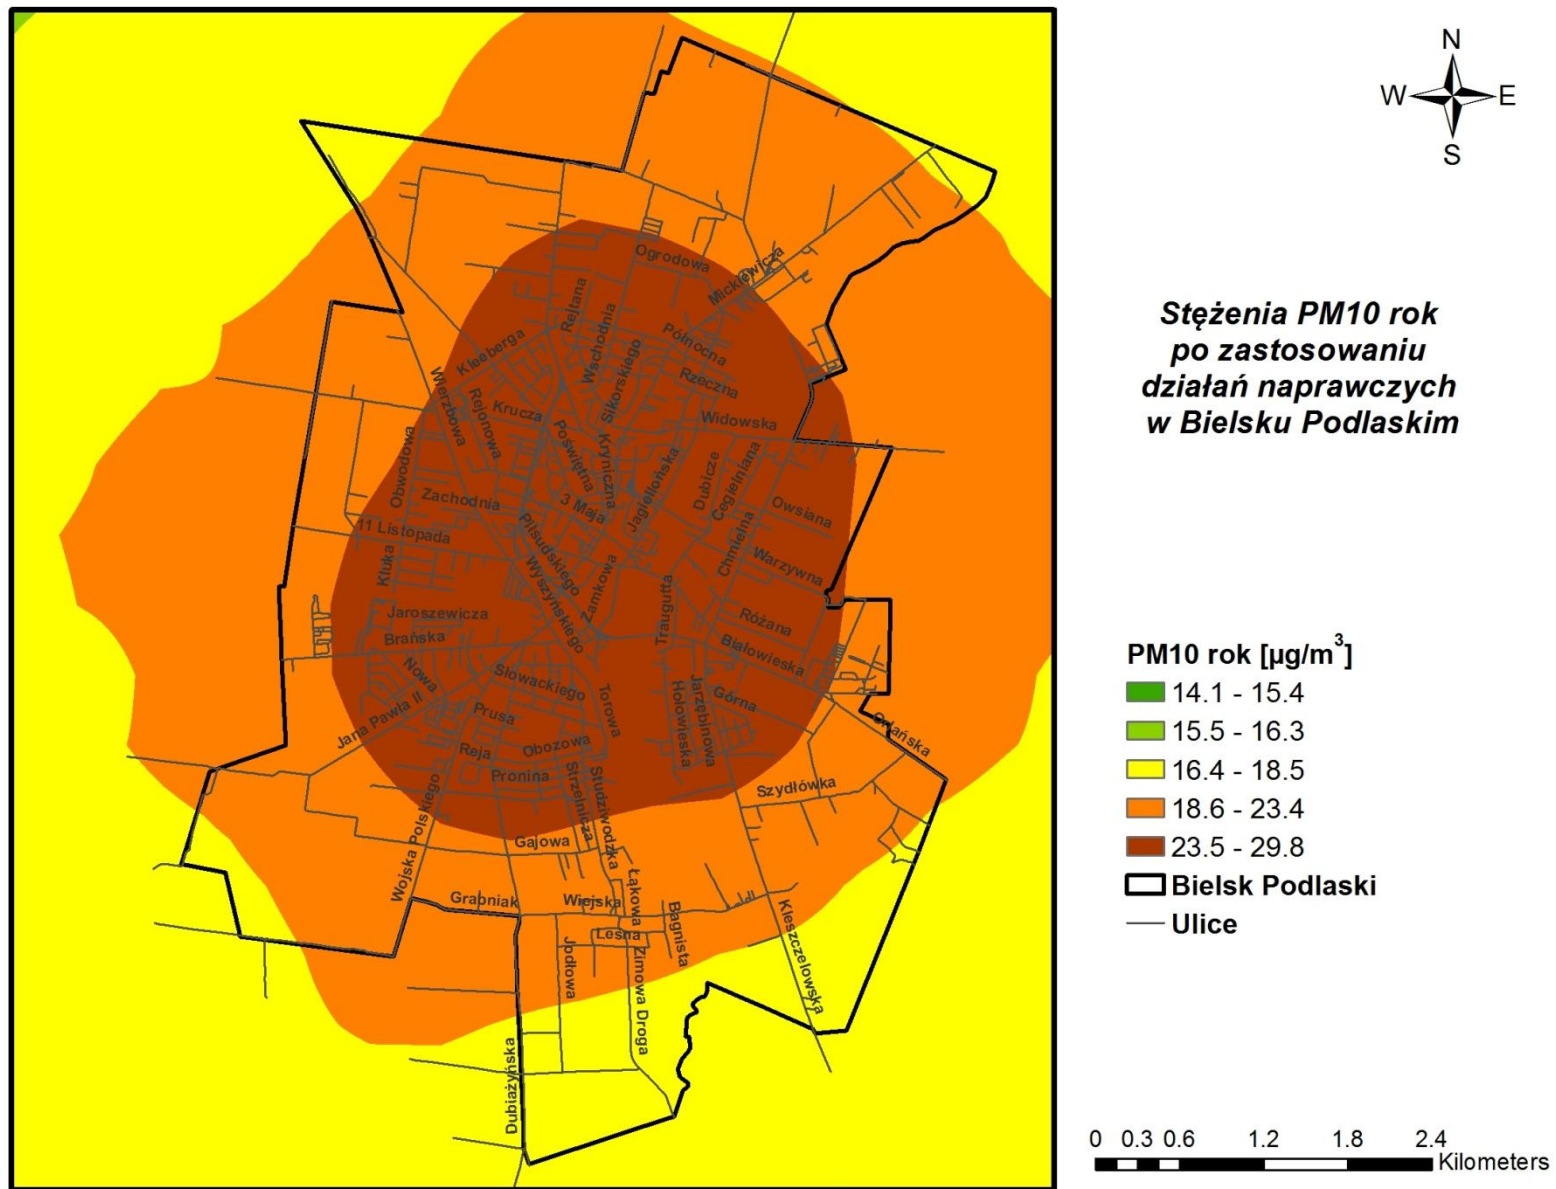 N
W E
S
Stężenia PM10 rok
po zastosowaniu
działań naprawczych
w Bielsku Podlaskim
PM10 rok [µg/m³]
14.1 - 15.4
15.5 - 16.3
16.4 - 18.5
18.6 - 23.4
23.5 - 29.8
Bielsk Podlaski
Ulice
0 0.3 0.6 1.2 1.8 2.4
Kilometers
Ogrodowa
Mickiewicza
Rejtana
Wschodnia
Kleeberga
Północna
Sikorskiego
Rzeczna
Wierzbowa
Rejonowa
Krucza
Widowska
Obwodowa
Poświętna
Kryniczna
Jagiellońska
Dubicze
Cegielniana
Zachodnia
3 Maja
Owsiana
11 Listopada
Piłsudskiego
Chmielna
Warzywna
Kluka
Wyszyńskiego
Zamkowa
Traugutta
Jaroszewicza
Różana
Brańska
Białowieska
Nowa
Słowackiego
Jana Pawła II
Torowa
Hołowieska
Jarzębinowa
Górna
Prusa
Orlańska
Reja
Obozowa
Pronina
Strzelnicza
Studziwodzka
Szydłówka
Wojska Polskiego
Gajowa
Grabniak
Wiejska
Łąkowa
Bagnista
Kleszczelowska
Leśna
Jodłowa
Zimowa Droga
Dubiażyńska